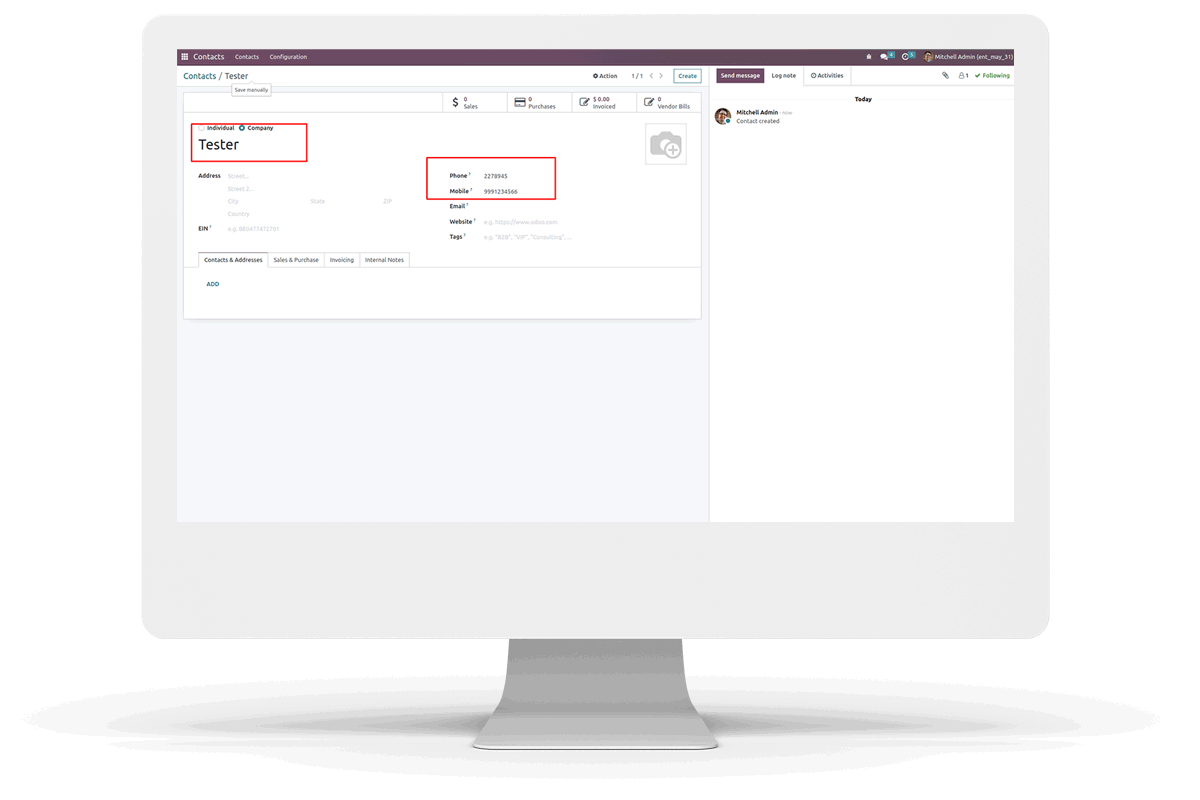 Contacts Contacts Configuration 4 5 Mitchell Admin (ent_may_31)
Contacts / Tester Action 1 / 1 Create Send message Log note Activities 1 Following
Save manually
0 Sales 0 Purchases $ 0.00 Invoiced 0 Vendor Bills
Today
Mitchell Admin - now
Contact created
Individual Company
Tester
Address Street... Phone ? 2278945
Street 2... Mobile ? 9991234566
City State ZIP Email ?
Country Website ? e.g. https://www.odoo.com
EIN ? e.g. BE0477472701 Tags ? e.g. "B2B", "VIP", "Consulting", ...
Contacts & Addresses Sales & Purchase Invoicing Internal Notes
ADD